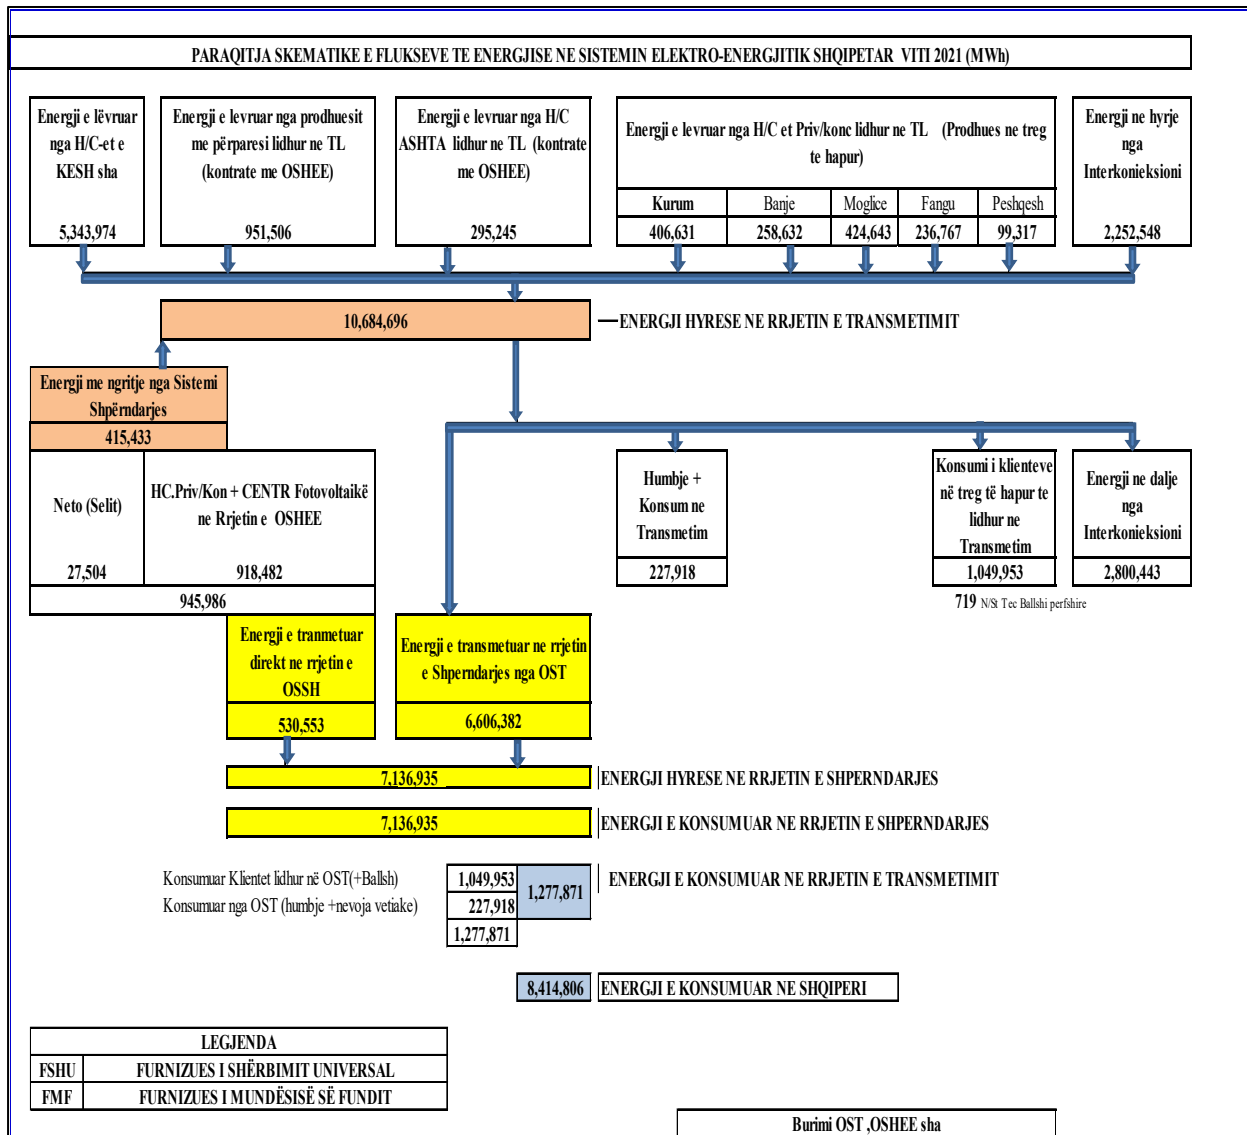 PARAQITJA SKEMATIKE E FLUKSEVE TE ENERGJISE NE SISTEMIN ELEKTRO-ENERGJITIK SHQIPETAR VITI 2021 (MWh)
Energji e lëvruar
nga H/C-et e
KESH sha
5,343,974
Energji e levruar nga prodhuesit
me përparesi lidhur ne TL
(kontrate me OSHEE)
951,506
Energji e levruar nga H/C
ASHTA lidhur ne TL (kontrate
me OSHEE)
295,245
Energji e levruar nga H/C et Priv/konc lidhur ne TL (Prodhues ne treg
te hapur)
Kurum Banje Moglice Fangu Peshqesh
406,631 258,632 424,643 236,767 99,317
Energji ne hyrje
nga
Interkonieksioni
2,252,548
10,684,696
ENERGJI HYRESE NE RRJETIN E TRANSMETIMIT
Energji me ngritje nga Sistemi
Shpërndarjes
415,433
Neto (Selit)
27,504
HC.Priv/Kon + CENTR Fotovoltaikë
ne Rrjetin e OSHEE
918,482
945,986
Humbje +
Konsum ne
Transmetim
227,918
Konsumi i klienteve
në treg të hapur te
lidhur ne
Transmetim
1,049,953
719 N/St Tec Ballshi perfshire
Energji ne dalje
nga
Interkonieksioni
2,800,443
Energji e tranmetuar
direkt ne rrjetin e
OSSH
530,553
Energji e transmetuar ne rrjetin
e Shperndarjes nga OST
6,606,382
7,136,935
ENERGJI HYRESE NE RRJETIN E SHPERNDARJES
7,136,935
ENERGJI E KONSUMUAR NE RRJETIN E SHPERNDARJES
Konsumuar Klientet lidhur në OST(+Ballsh) 1,049,953
Konsumuar nga OST (humbje +nevoja vetiake) 227,918
1,277,871
1,277,871
ENERGJI E KONSUMUAR NE RRJETIN E TRANSMETIMIT
8,414,806 ENERGJI E KONSUMUAR NE SHQIPERI
LEGJENDA
FSHU FURNIZUES I SHËRBIMIT UNIVERSAL
FMF FURNIZUES I MUNDËSISË SË FUNDIT
Burimi OST ,OSHEE sha